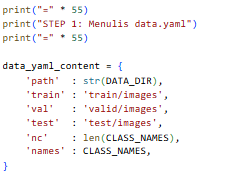 print("=" * 55)
print("STEP 1: Menulis data.yaml")
print("=" * 55)

data_yaml_content = {
    'path'  : str(DATA_DIR),
    'train' : 'train/images',
    'val'   : 'valid/images',
    'test'  : 'test/images',
    'nc'    : len(CLASS_NAMES),
    'names' : CLASS_NAMES,
}